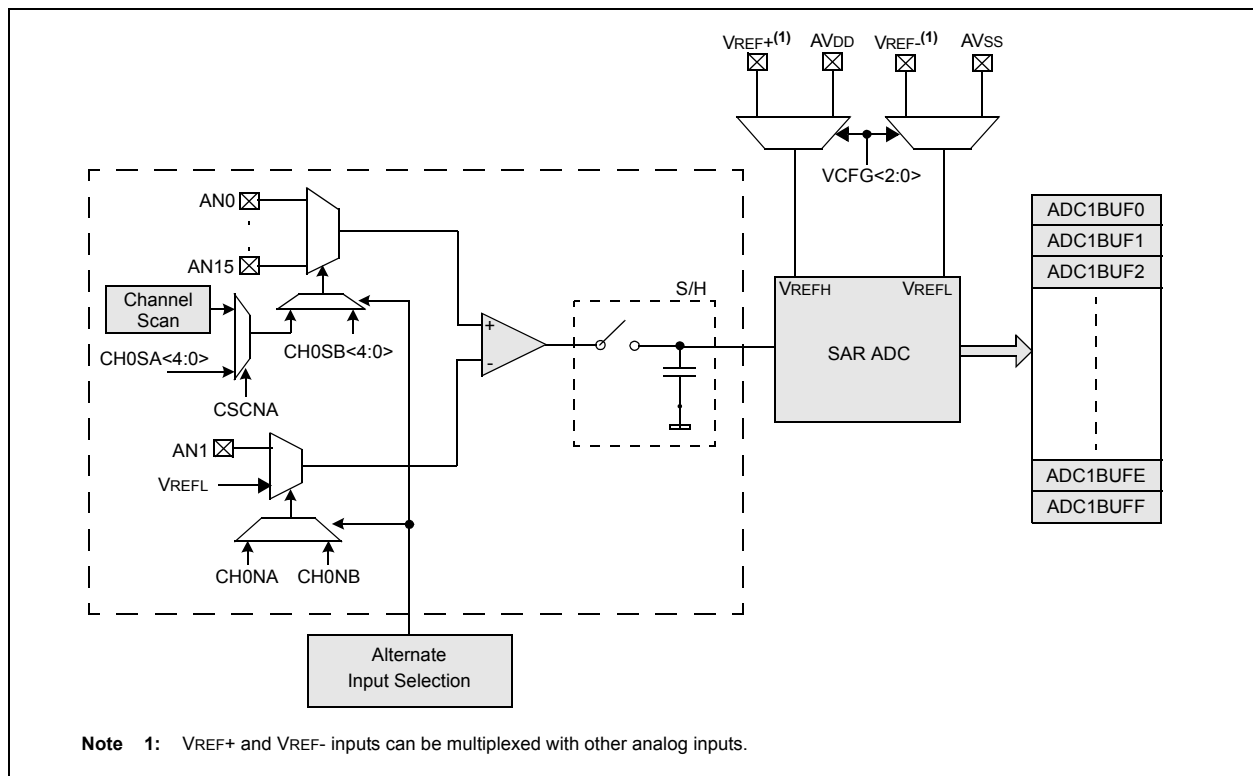 VREF+(1) AVDD VREF-(1) AVSS
VCFG<2:0>
AN0
AN15
Channel
Scan
CH0SA<4:0>
CH0SB<4:0>
CSCNA
AN1
VREFL
CH0NA CH0NB
+
-
S/H
VREFH VREFL
SAR ADC
ADC1BUF0
ADC1BUF1
ADC1BUF2
ADC1BUFE
ADC1BUFF
Alternate
Input Selection
Note 1: VREF+ and VREF- inputs can be multiplexed with other analog inputs.